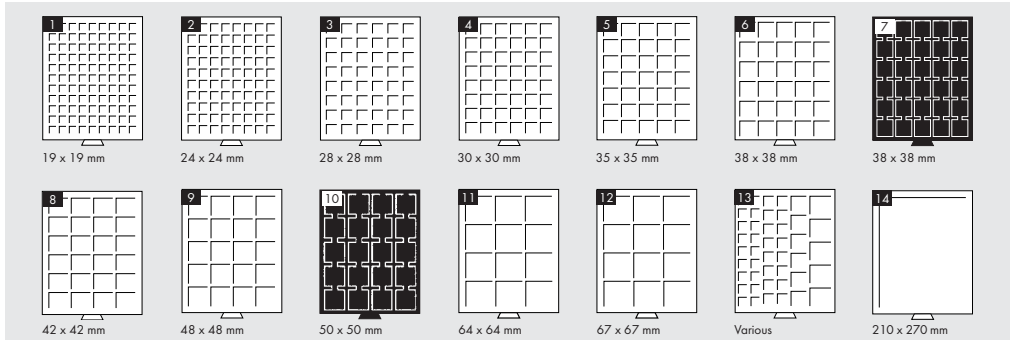 1 2 3 4 5 6 7
19 x 19 mm 24 x 24 mm 28 x 28 mm 30 x 30 mm 35 x 35 mm 38 x 38 mm 38 x 38 mm
8 9 10 11 12 13 14
42 x 42 mm 48 x 48 mm 50 x 50 mm 64 x 64 mm 67 x 67 mm Various 210 x 270 mm